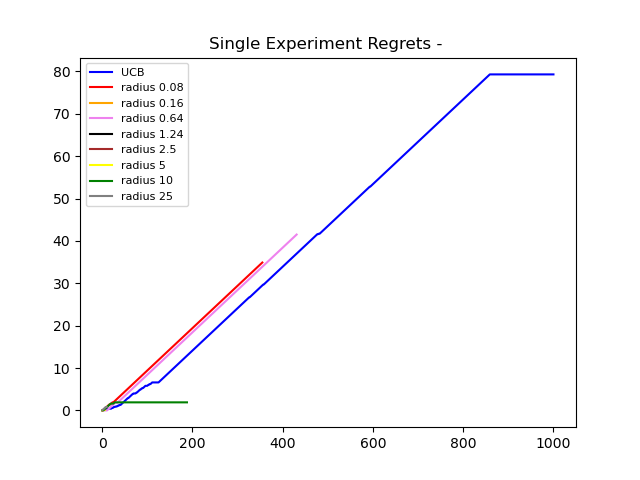 Single Experiment Regrets -
UCB
radius 0.08
radius 0.16
radius 0.64
radius 1.24
radius 2.5
radius 5
radius 10
radius 25
80
70
60
50
40
30
20
10
0
0 200 400 600 800 1000